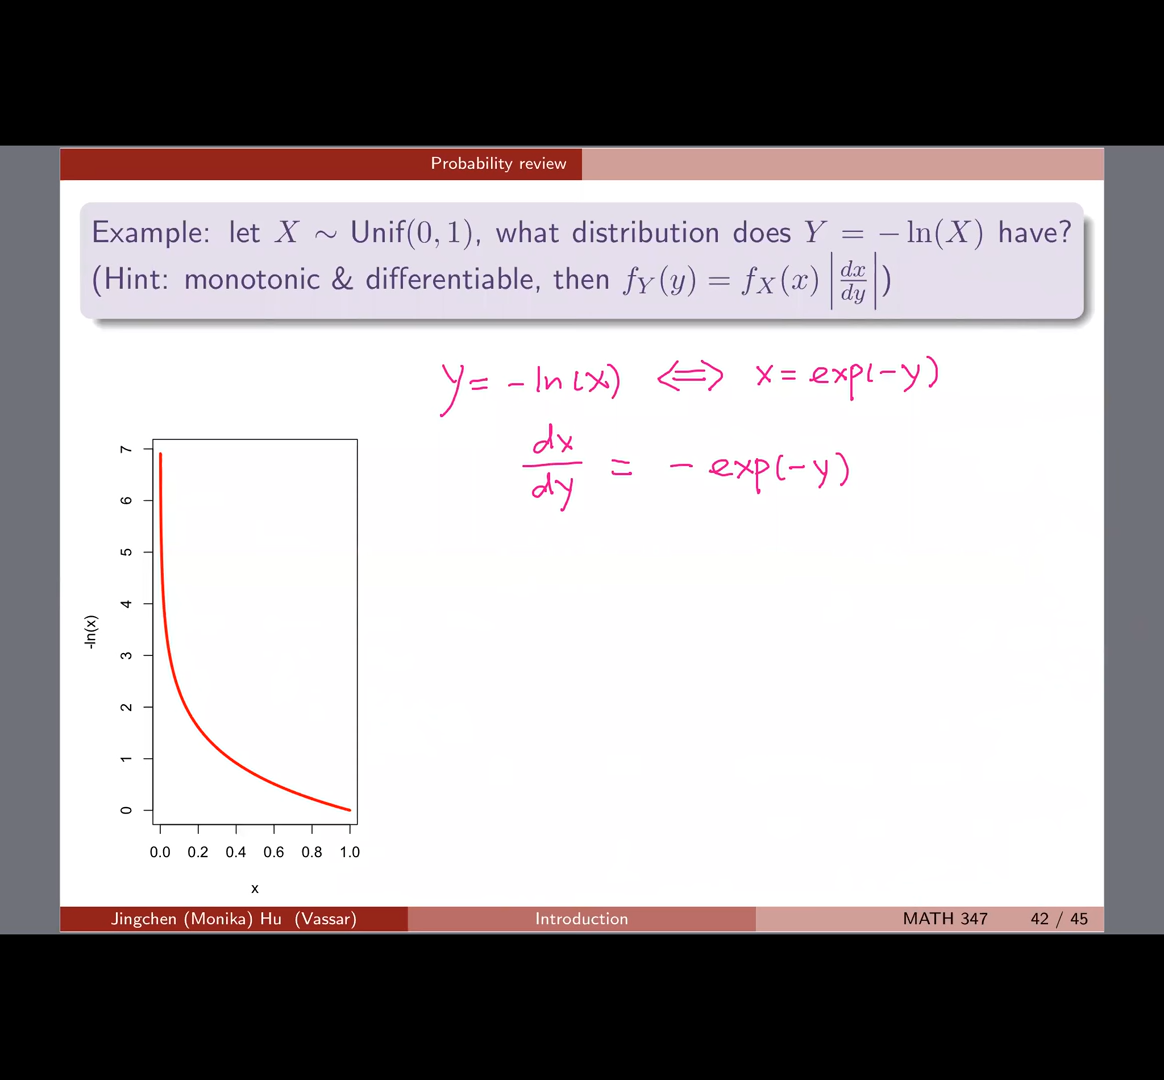 Probability review
Example: let X ∼ Unif(0, 1), what distribution does Y = − ln(X) have?
(Hint: monotonic & differentiable, then f_Y(y) = f_X(x) |dx/dy|)
y = - ln(x) ⟺ x = exp(-y)
dx/dy = - exp(-y)
7
6
5
4
3
2
1
0
-ln(x)
0.0 0.2 0.4 0.6 0.8 1.0
x
Jingchen (Monika) Hu (Vassar) Introduction MATH 347 42 / 45